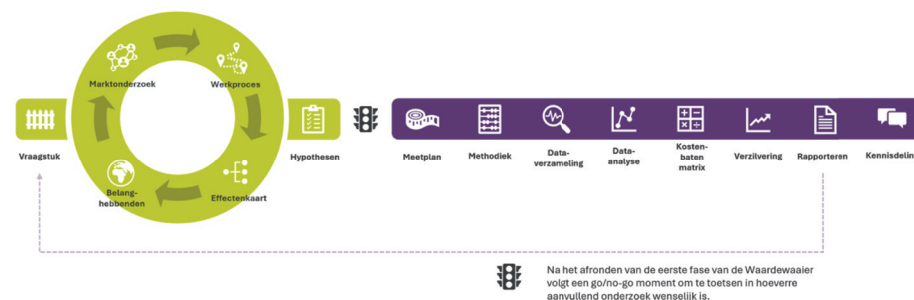 Marktonderzoek
Werkproces
Vraagstuk
Hypothesen
Belang-
hebbenden
Effectenkaart
Meetplan
Methodiek
Data-
verzameling
Data-
analyse
Kosten-
baten
matrix
Verzilvering
Rapporteren
Kennisdeling
Na het afronden van de eerste fase van de Waardewaaier
volgt een go/no-go moment om te toetsen in hoeverre
aanvullend onderzoek wenselijk is.